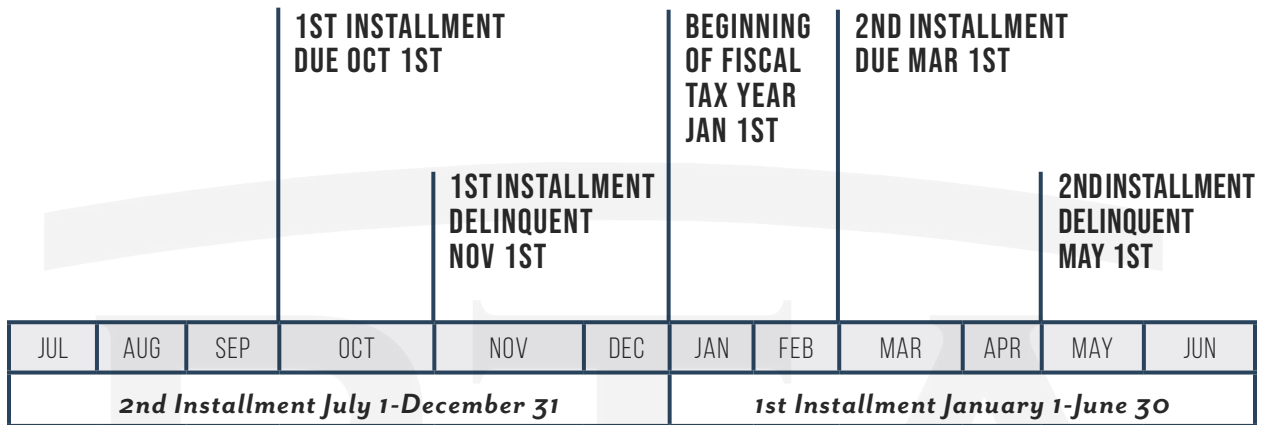 1ST INSTALLMENT
DUE OCT 1ST
BEGINNING
OF FISCAL
TAX YEAR
JAN 1ST
2ND INSTALLMENT
DUE MAR 1ST
1ST INSTALLMENT
DELINQUENT
NOV 1ST
2ND INSTALLMENT
DELINQUENT
MAY 1ST
JUL AUG SEP OCT NOV DEC JAN FEB MAR APR MAY JUN
2nd Installment July 1-December 31 1st Installment January 1-June 30